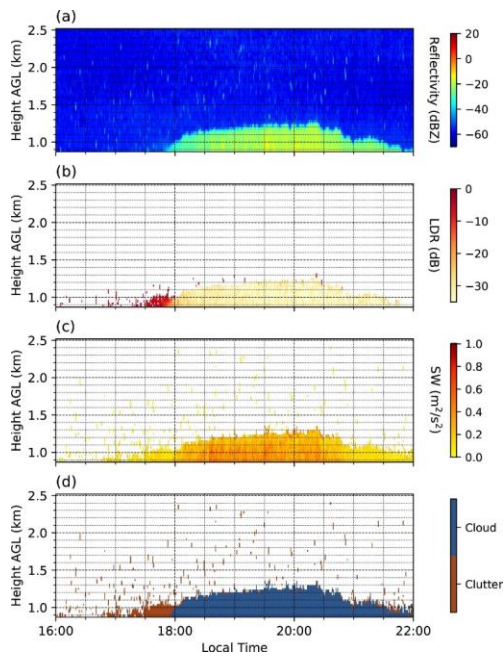 (a)
Height AGL (km)
2.5
2.0
1.5
1.0
20
0
−20
−40
−60
Reflectivity (dBZ)
(b)
Height AGL (km)
2.5
2.0
1.5
1.0
0
−10
−20
−30
LDR (dB)
(c)
Height AGL (km)
2.5
2.0
1.5
1.0
1.0
0.8
0.6
0.4
0.2
0.0
SW (m²/s²)
(d)
Height AGL (km)
2.5
2.0
1.5
1.0
Cloud
Clutter
16:00 18:00 20:00 22:00
Local Time